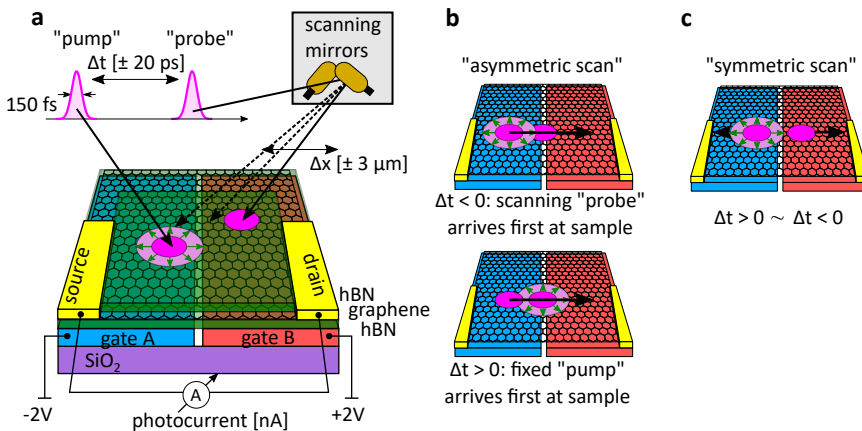 a
"pump"
"probe"
Δt [± 20 ps]
150 fs
scanning
mirrors
Δx [± 3 µm]
source
drain
hBN
graphene
hBN
gate A
gate B
SiO₂
A
-2V
photocurrent [nA]
+2V
b
"asymmetric scan"
Δt < 0: scanning "probe"
arrives first at sample
Δt > 0: fixed "pump"
arrives first at sample
c
"symmetric scan"
Δt > 0 ~ Δt < 0